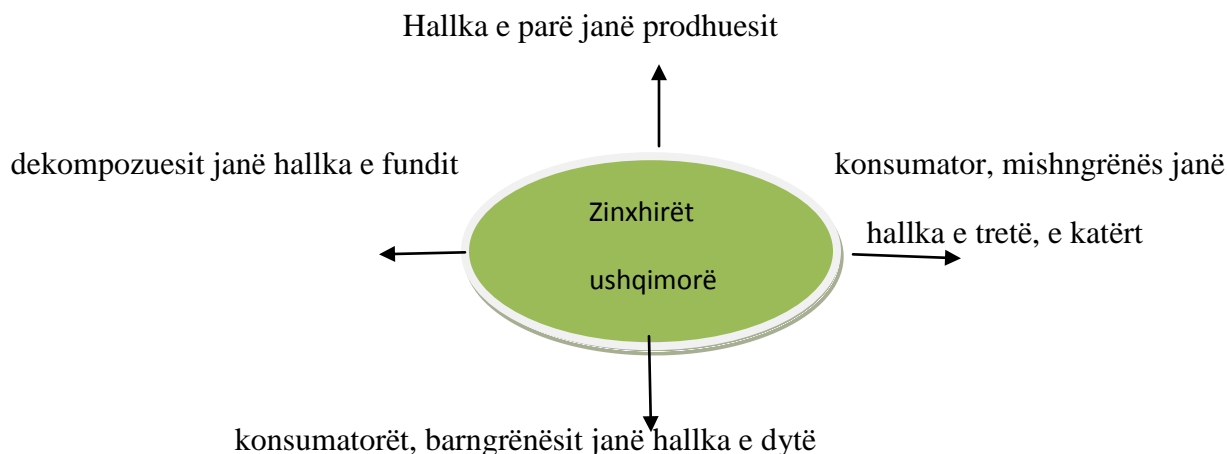 Hallka e parë janë prodhuesit
dekompozuesit janë hallka e fundit
konsumator, mishngrënës janë
hallka e tretë, e katërt
Zinxhirët
ushqimorë
konsumatorët, barngrënësit janë hallka e dytë